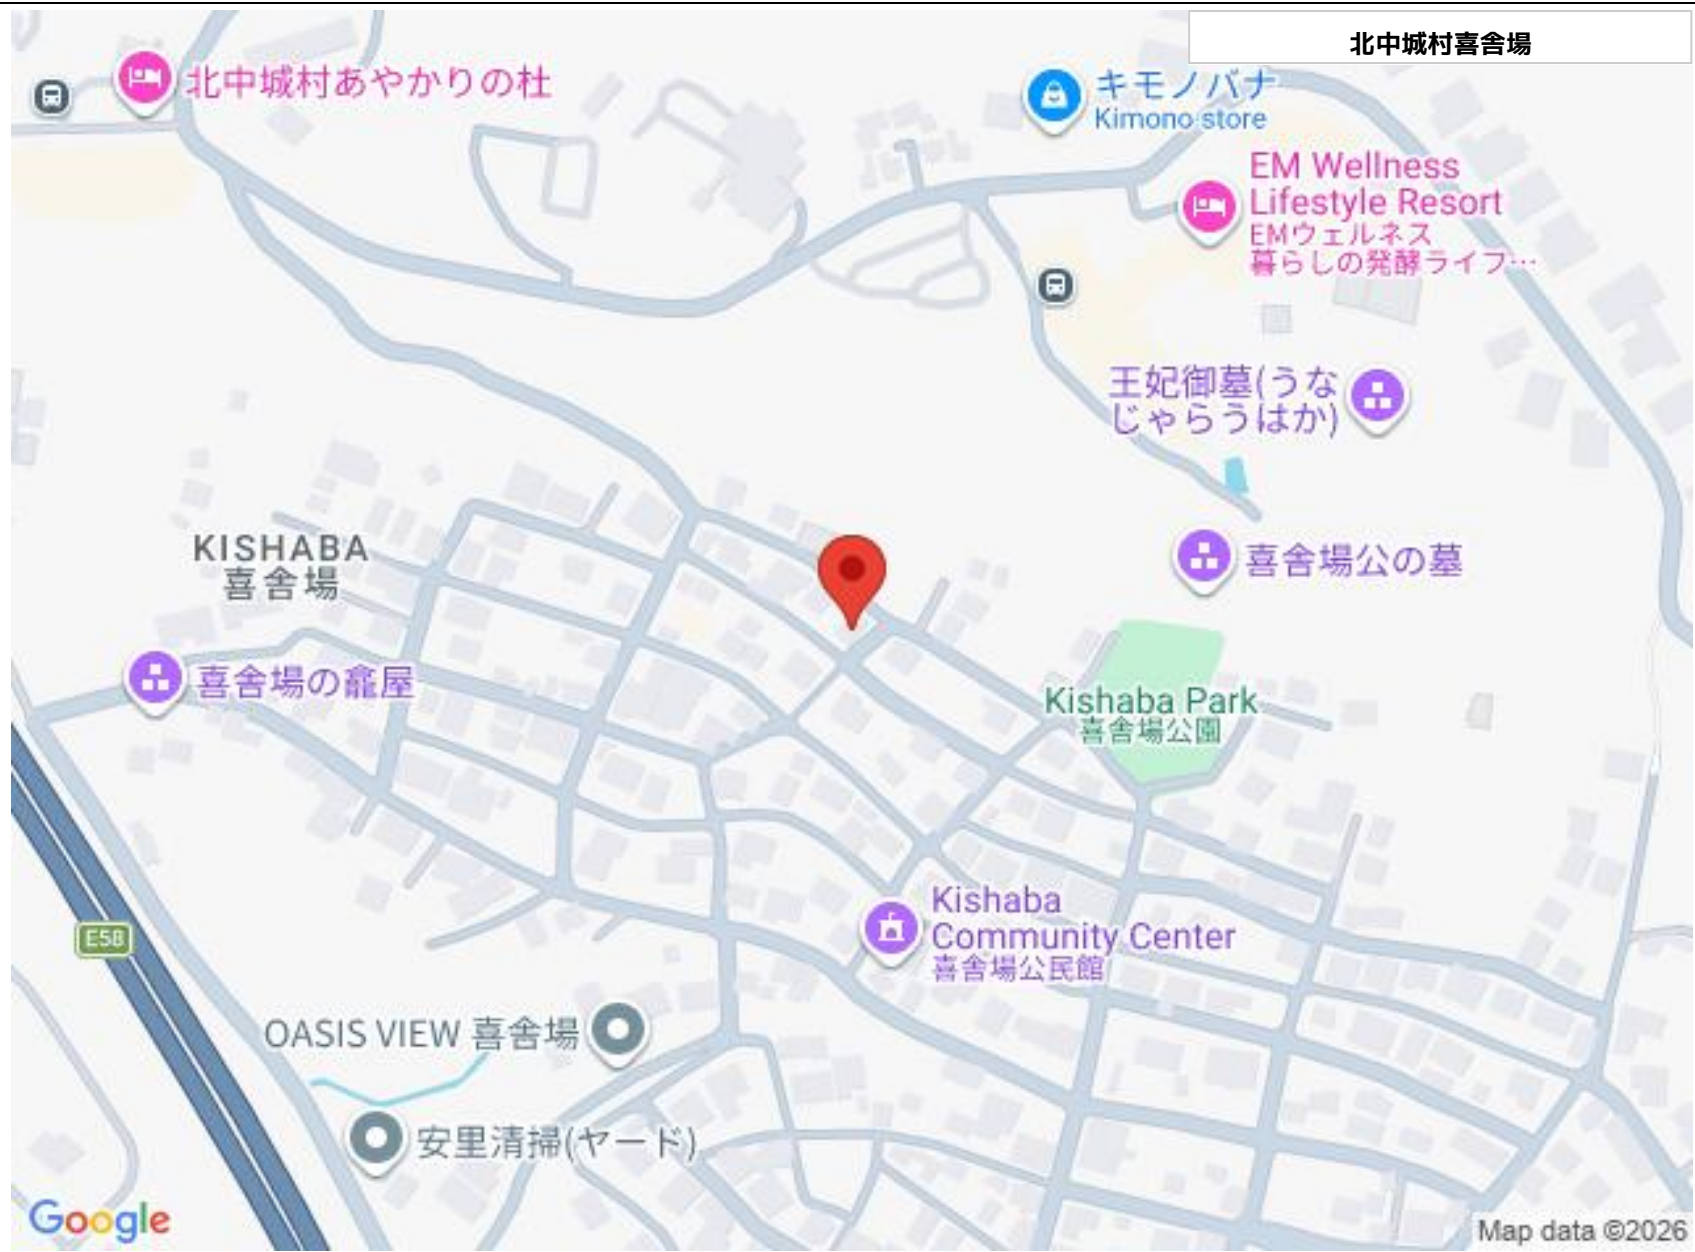 北中城村喜舎場
北中城村あやかりの杜
キモノバナ
Kimono store
EM Wellness
Lifestyle Resort
EMウェルネス
暮らしの発酵ライフ…
王妃御墓(うな
じゃらうはか)
KISHABA
喜舎場
喜舎場公の墓
喜舎場の龕屋
Kishaba Park
喜舎場公園
Kishaba
Community Center
喜舎場公民館
E58
OASIS VIEW 喜舎場
安里清掃(ヤード)
Google
Map data ©2026